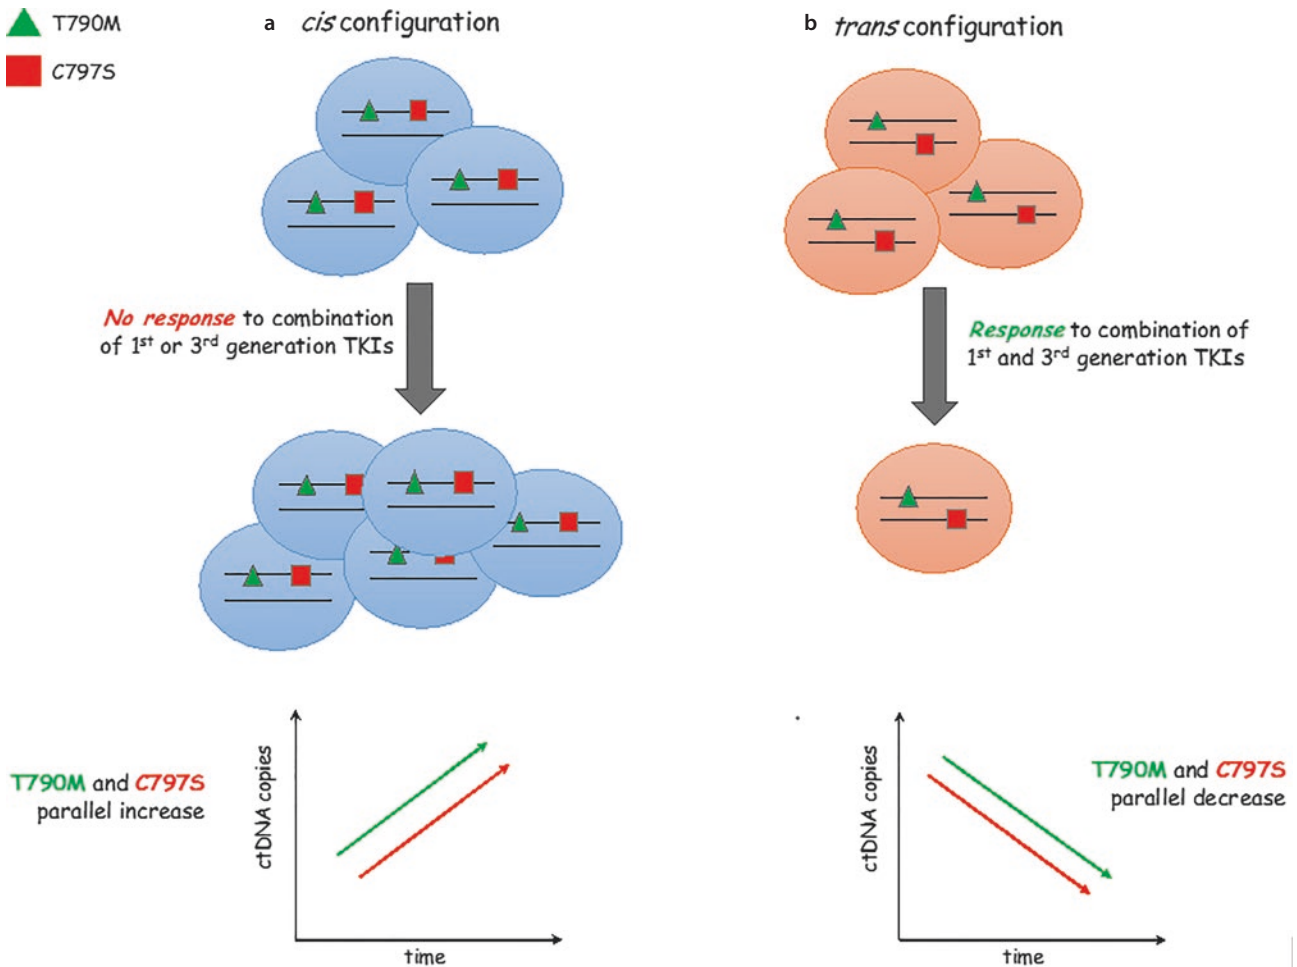 T790M
C797S
a cis configuration
No response to combination
of 1st or 3rd generation TKIs
T790M and C797S
parallel increase
ctDNA copies
time
b trans configuration
Response to combination of
1st and 3rd generation TKIs
ctDNA copies
time
T790M and C797S
parallel decrease